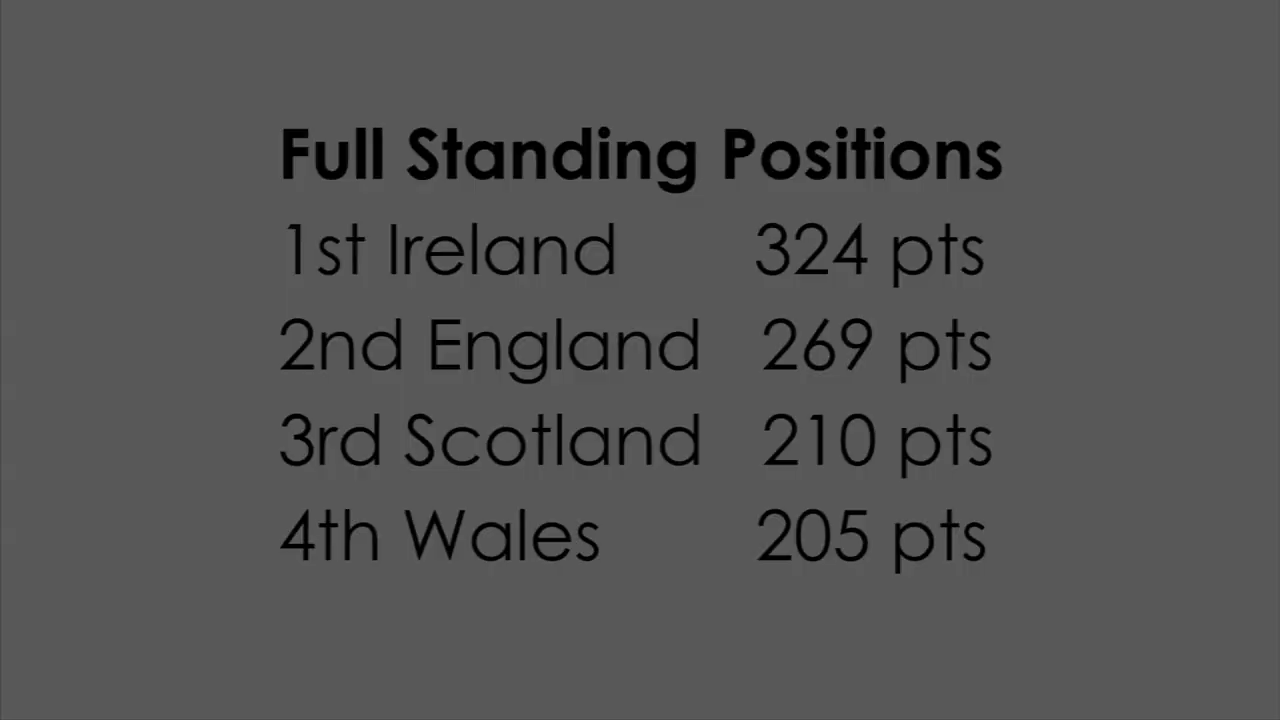 Full Standing Positions
1st Ireland 324 pts
2nd England 269 pts
3rd Scotland 210 pts
4th Wales 205 pts